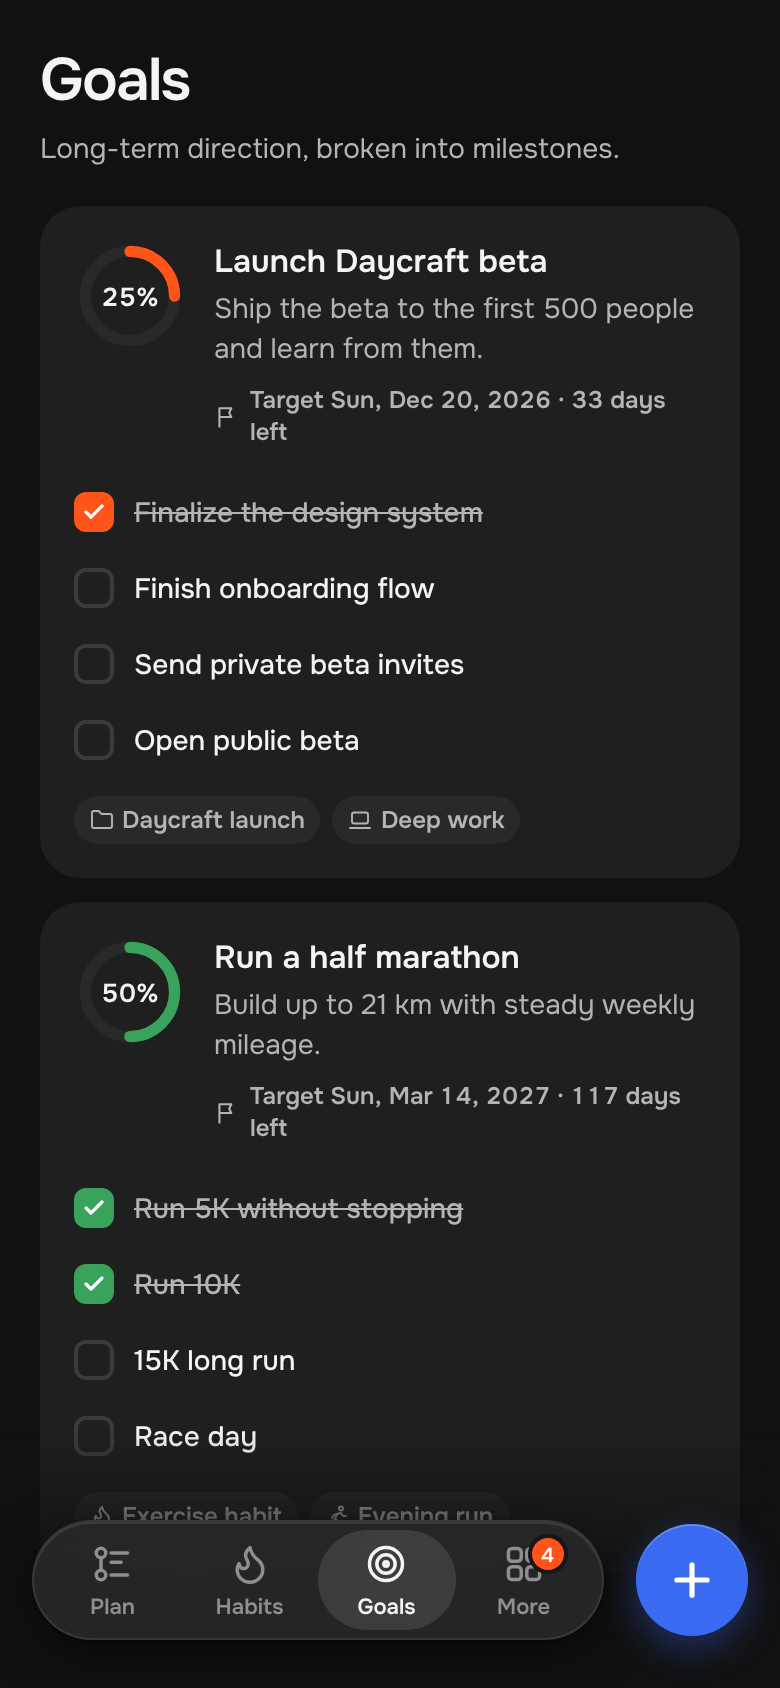 Goals
Long-term direction, broken into milestones.
25%
Launch Daycraft beta
Ship the beta to the first 500 people
and learn from them.
Target Sun, Dec 20, 2026 · 33 days
left
Finalize the design system
Finish onboarding flow
Send private beta invites
Open public beta
Daycraft launch
Deep work
50%
Run a half marathon
Build up to 21 km with steady weekly
mileage.
Target Sun, Mar 14, 2027 · 117 days
left
Run 5K without stopping
Run 10K
15K long run
Race day
Exercise habit
Evening run
4
Plan
Habits
Goals
More